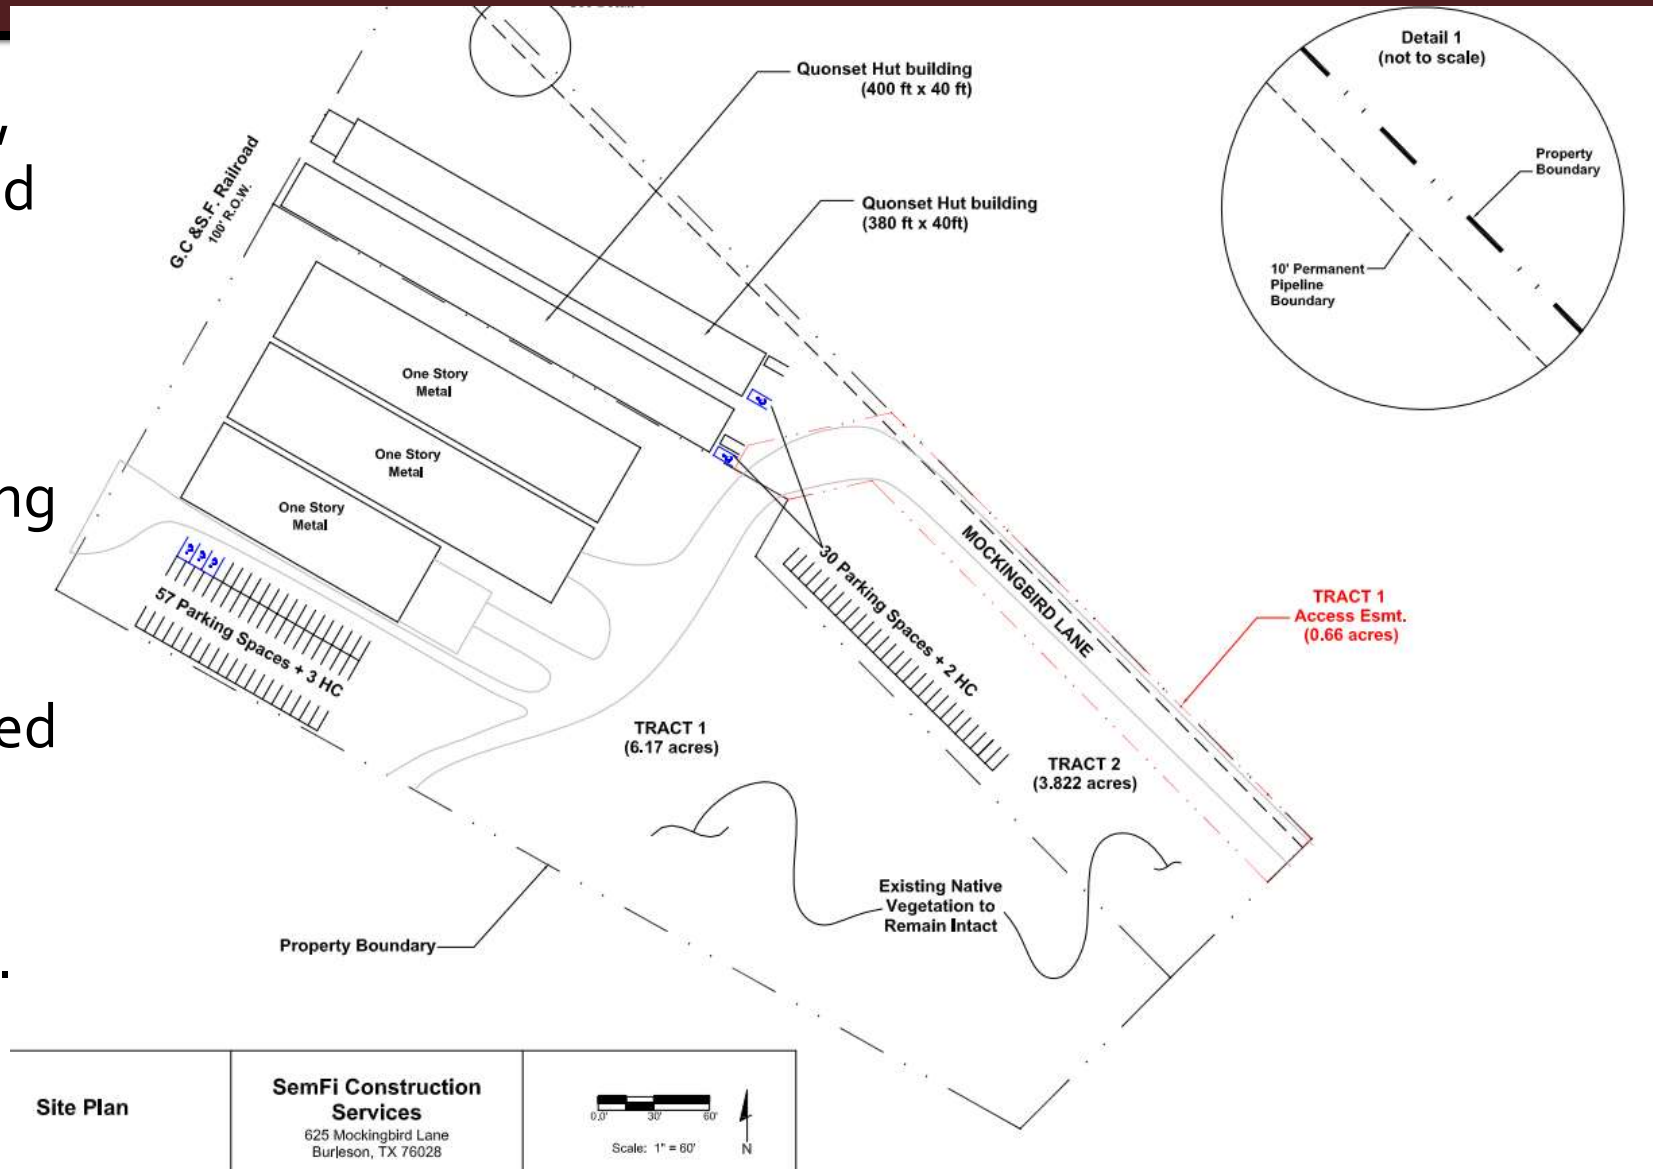 d
ng
ed
.
Quonset Hut building
(400 ft x 40 ft)
Quonset Hut building
(380 ft x 40ft)
G.C &S.F. Railroad
100' R.O.W.
Detail 1
(not to scale)
Property
Boundary
10' Permanent
Pipeline
Boundary
One Story
Metal
One Story
Metal
One Story
Metal
57 Parking Spaces + 3 HC
30 Parking Spaces + 2 HC
MOCKINGBIRD LANE
TRACT 1
Access Esmt.
(0.66 acres)
TRACT 1
(6.17 acres)
TRACT 2
(3.822 acres)
Existing Native
Vegetation to
Remain Intact
Property Boundary
Site Plan
SemFi Construction
Services
625 Mockingbird Lane
Burleson, TX 76028
0.0' 30' 60'
Scale: 1" = 60'
N